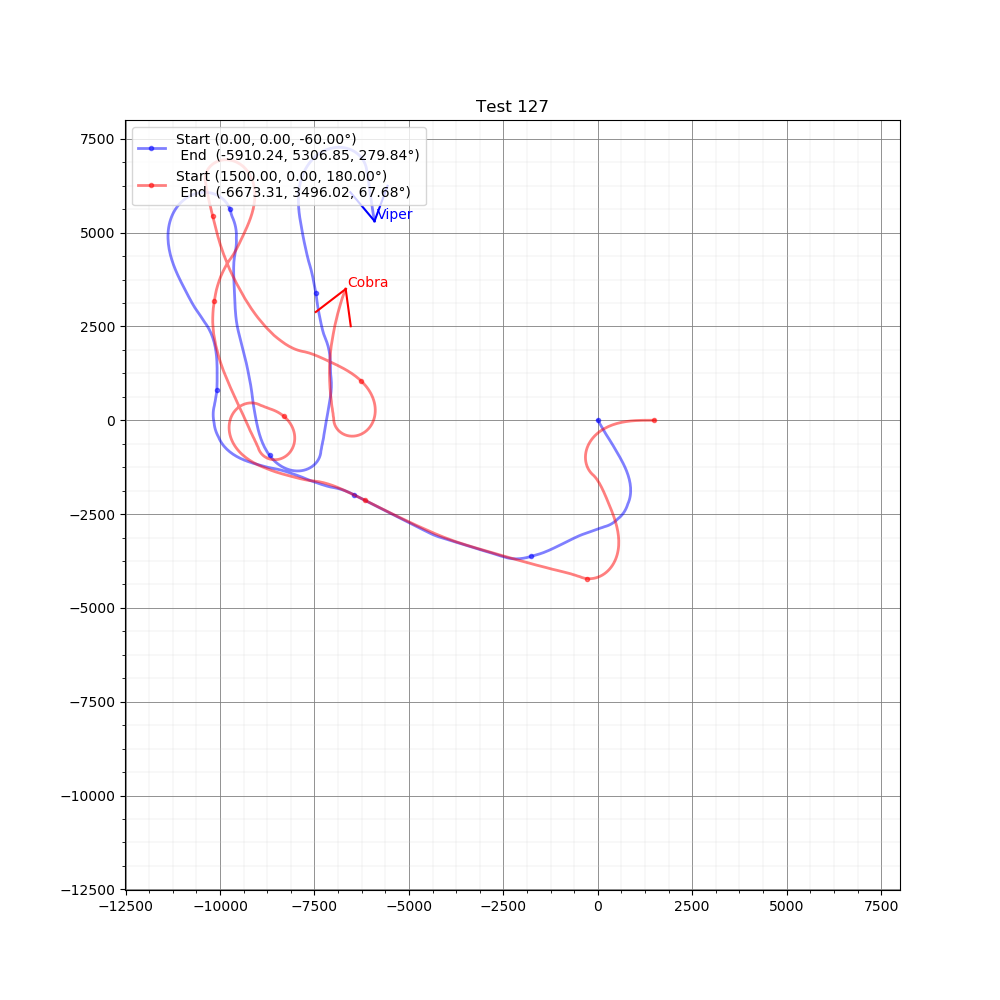 Test 127
Start (0.00, 0.00, -60.00°)
End (-5910.24, 5306.85, 279.84°)
Start (1500.00, 0.00, 180.00°)
End (-6673.31, 3496.02, 67.68°)
Viper
Cobra
7500
5000
2500
0
−2500
−5000
−7500
−10000
−12500
−12500 −10000 −7500 −5000 −2500 0 2500 5000 7500